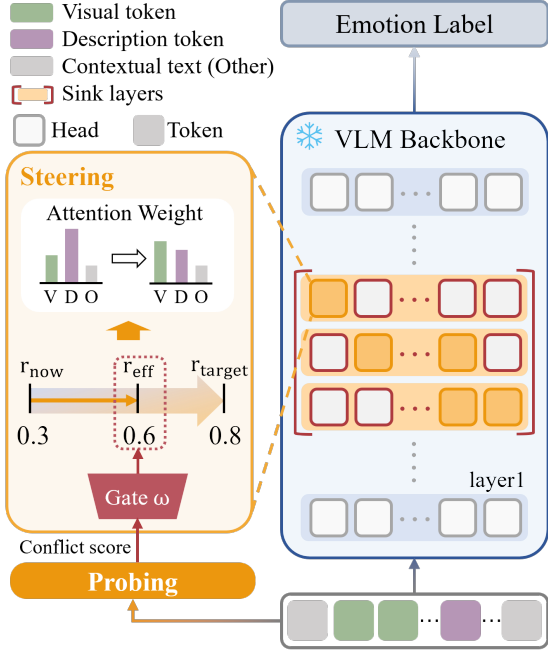 Visual token
Description token
Contextual text (Other)
Sink layers
Head
Token
Emotion Label
VLM Backbone
Steering
Attention Weight
V D O
V D O
r_now
r_eff
r_target
0.3
0.6
0.8
Gate ω
Conflict score
Probing
layer1